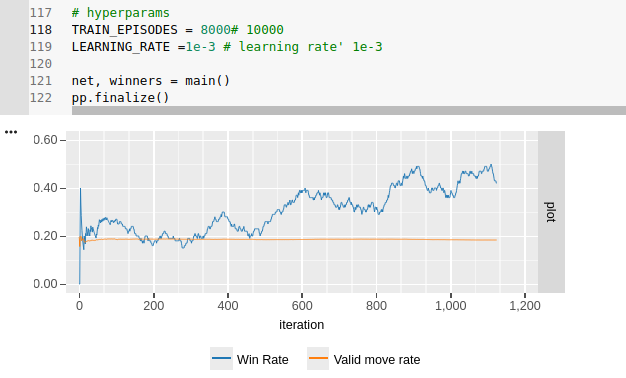 117 # hyperparams
118 TRAIN_EPISODES = 8000# 10000
119 LEARNING_RATE =1e-3 # learning rate' 1e-3
120
121 net, winners = main()
122 pp.finalize()
0.60
0.40
0.20
0.00
plot
0 200 400 600 800 1,000 1,200
iteration
Win Rate Valid move rate